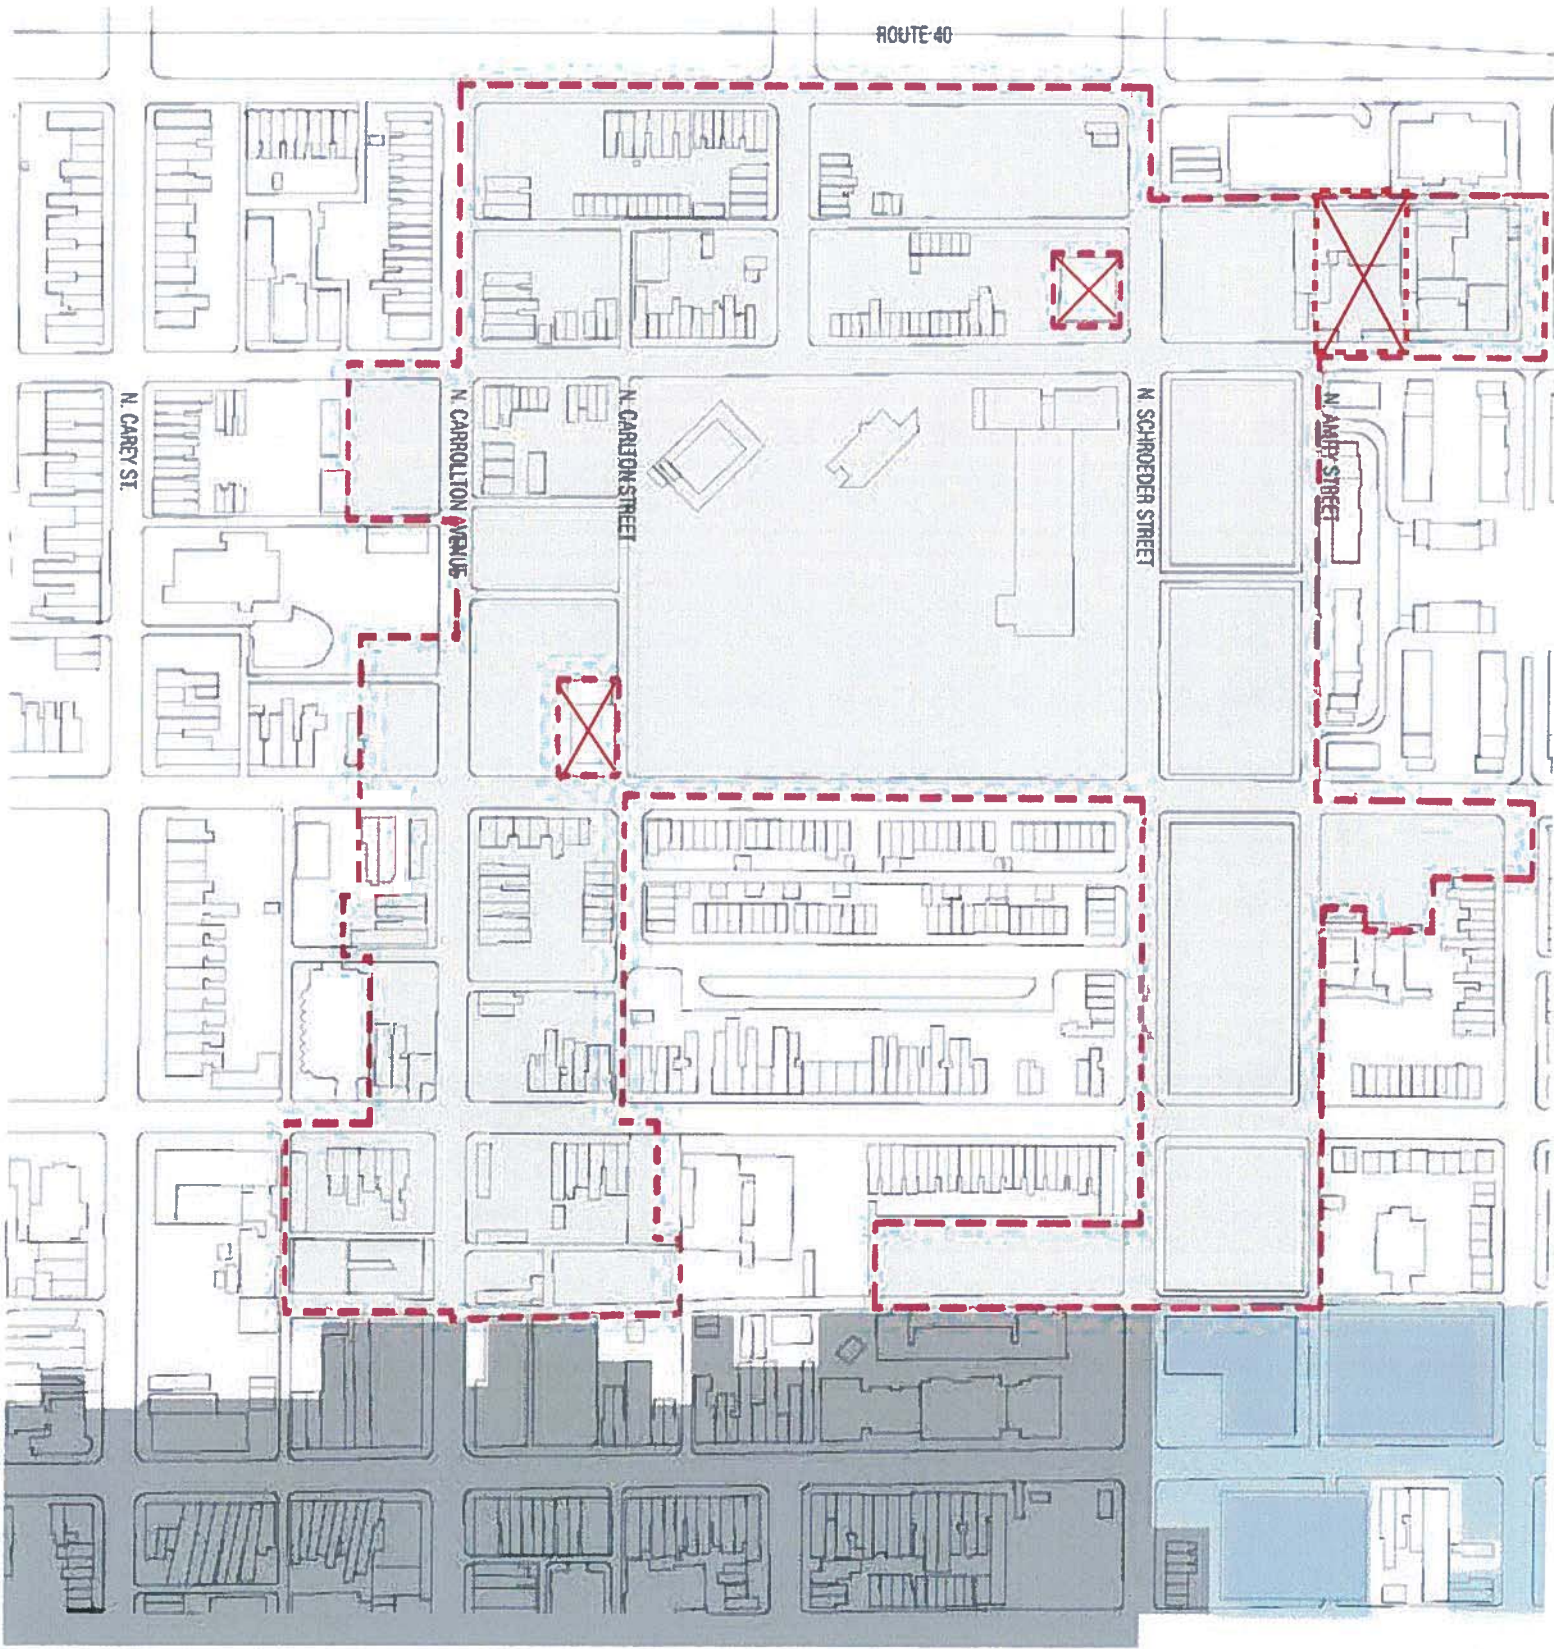 ROUTE 40
N. CAREY ST.
N. CARROLLTON AVENUE
N. CARLTON STREET
N. SCHROEDER STREET
N. AMITY STREET